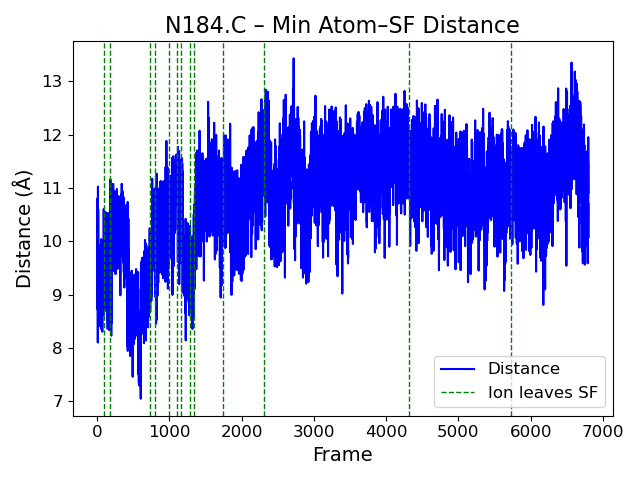 N184.C – Min Atom–SF Distance
Distance (Å)
13
12
11
10
9
8
7
0 1000 2000 3000 4000 5000 6000 7000
Frame
Distance
Ion leaves SF